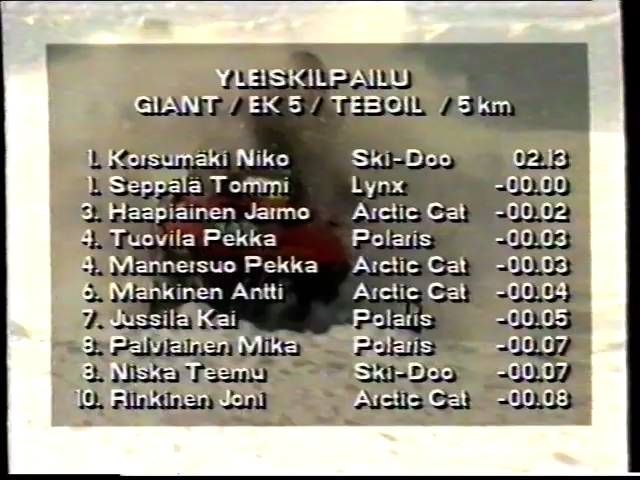 YLEISKILPAILU
GIANT / EK 5 / TEBOIL / 5 km
1. Korsumäki Niko Ski-Doo 02.13
1. Seppälä Tommi Lynx -00.00
3. Haapiainen Jarmo Arctic Cat -00.02
4. Tuovila Pekka Polaris -00.03
4. Mannersuo Pekka Arctic Cat -00.03
6. Mankinen Antti Arctic Cat -00.04
7. Jussila Kai Polaris -00.05
8. Palviainen Mika Polaris -00.07
8. Niska Teemu Ski-Doo -00.07
10. Rinkinen Joni Arctic Cat -00.08